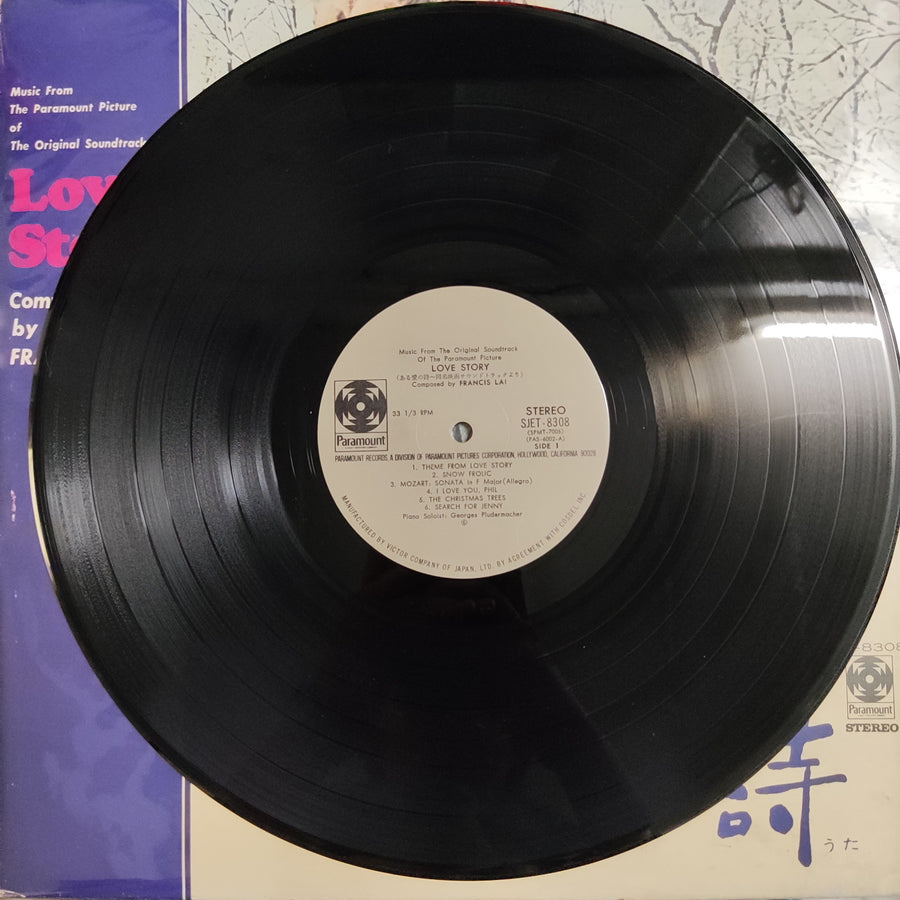 Music From
The Paramount Picture
of
The Original Soundtrack
Lov
St
Com
by
FRA
Music From The Original Soundtrack
Of The Paramount Picture
LOVE STORY
(ある愛の詩〜同名映画サウンドトラックより)
Composed by FRANCIS LAI
33 1/3 RPM
STEREO
SJET-8308
(SPMT-7005)
(PAS-6002-A)
SIDE 1
Paramount
PARAMOUNT RECORDS, A DIVISION OF PARAMOUNT PICTURES CORPORATION, HOLLYWOOD, CALIFORNIA 90028
1. THEME FROM LOVE STORY
2. SNOW FROLIC
3. MOZART: SONATA in F Major (Allegro)
4. I LOVE YOU, PHIL
5. THE CHRISTMAS TREES
6. SEARCH FOR JENNY
Piano Soloist: Georges Pludermacher
Ⓟ
MANUFACTURED BY VICTOR COMPANY OF JAPAN, LTD. BY AGREEMENT WITH COSDEL INC.
-8308
Paramount
STEREO
詩
うた